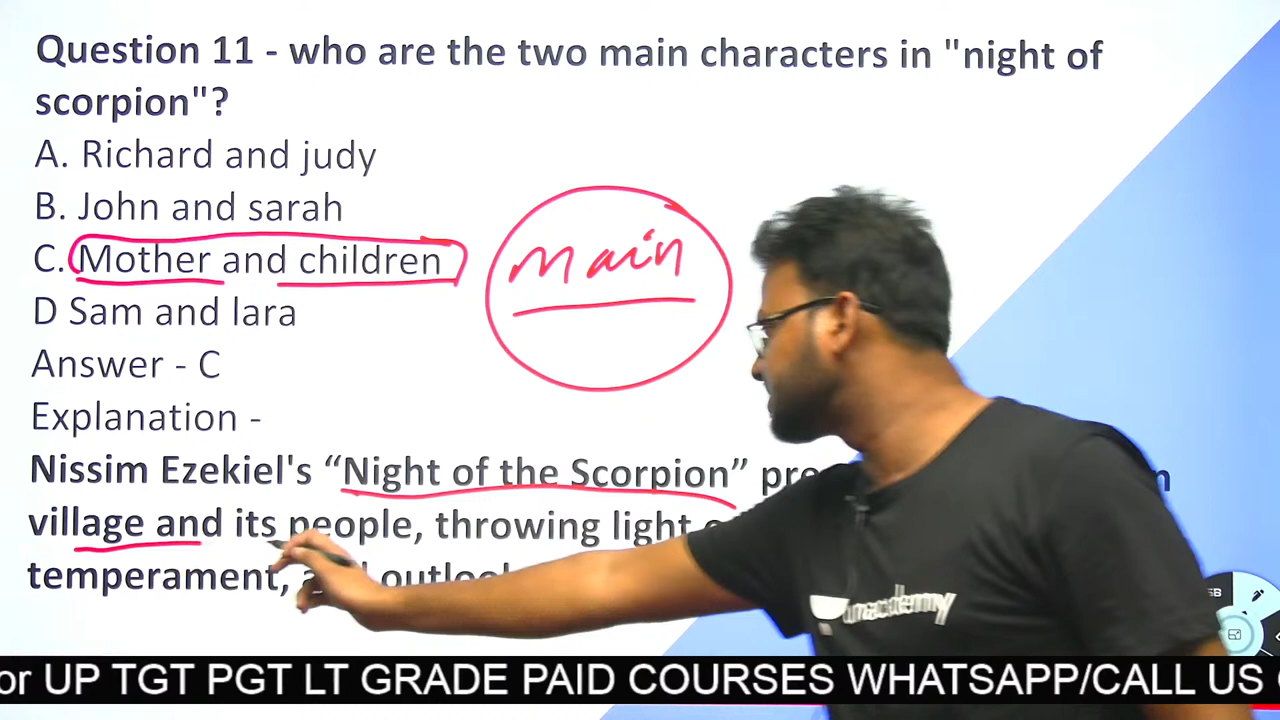 Question 11 - who are the two main characters in "night of
scorpion"?
A. Richard and judy
B. John and sarah
C. Mother and children
main
D Sam and lara
Answer - C
Explanation -
Nissim Ezekiel's “Night of the Scorpion”
village and its people, throwing light
temperament,
unacademy
or UP TGT PGT LT GRADE PAID COURSES WHATSAPP/CALL US